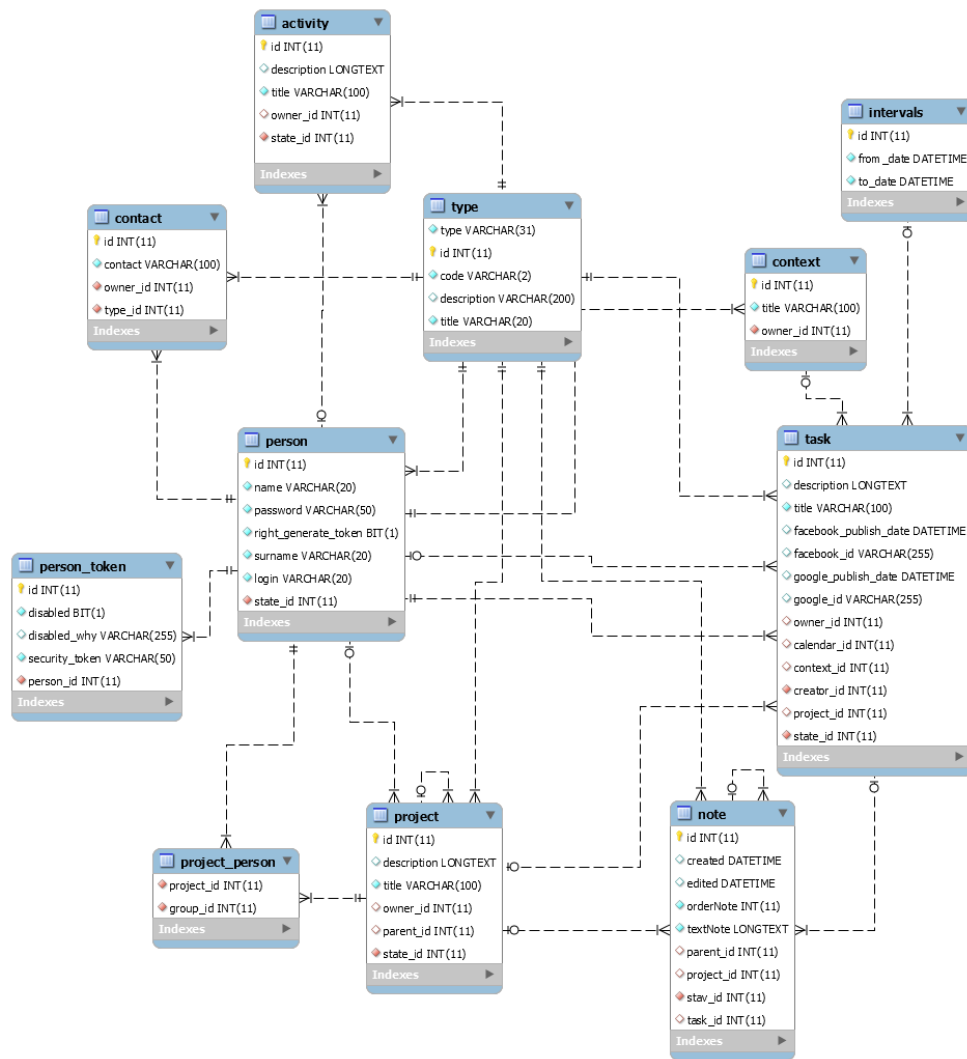 activity
id INT(11)
description LONGTEXT
title VARCHAR(100)
owner_id INT(11)
state_id INT(11)
Indexes
intervals
id INT(11)
from _date DATETIME
to_date DATETIME
Indexes
contact
id INT(11)
contact VARCHAR(100)
owner_id INT(11)
type_id INT(11)
Indexes
type
type VARCHAR(31)
id INT(11)
code VARCHAR(2)
description VARCHAR(200)
title VARCHAR(20)
Indexes
context
id INT(11)
title VARCHAR(100)
owner_id INT(11)
Indexes
person
id INT(11)
name VARCHAR(20)
password VARCHAR(50)
right_generate_token BIT(1)
surname VARCHAR(20)
login VARCHAR(20)
state_id INT(11)
Indexes
task
id INT(11)
description LONGTEXT
title VARCHAR(100)
facebook_publish_date DATETIME
facebook_id VARCHAR(255)
google_publish_date DATETIME
google_id VARCHAR(255)
owner_id INT(11)
calendar_id INT(11)
context_id INT(11)
creator_id INT(11)
project_id INT(11)
state_id INT(11)
Indexes
person_token
id INT(11)
disabled BIT(1)
disabled_why VARCHAR(255)
security_token VARCHAR(50)
person_id INT(11)
Indexes
project_person
project_id INT(11)
group_id INT(11)
Indexes
project
id INT(11)
description LONGTEXT
title VARCHAR(100)
owner_id INT(11)
parent_id INT(11)
state_id INT(11)
Indexes
note
id INT(11)
created DATETIME
edited DATETIME
orderNote INT(11)
textNote LONGTEXT
parent_id INT(11)
project_id INT(11)
stav_id INT(11)
task_id INT(11)
Indexes